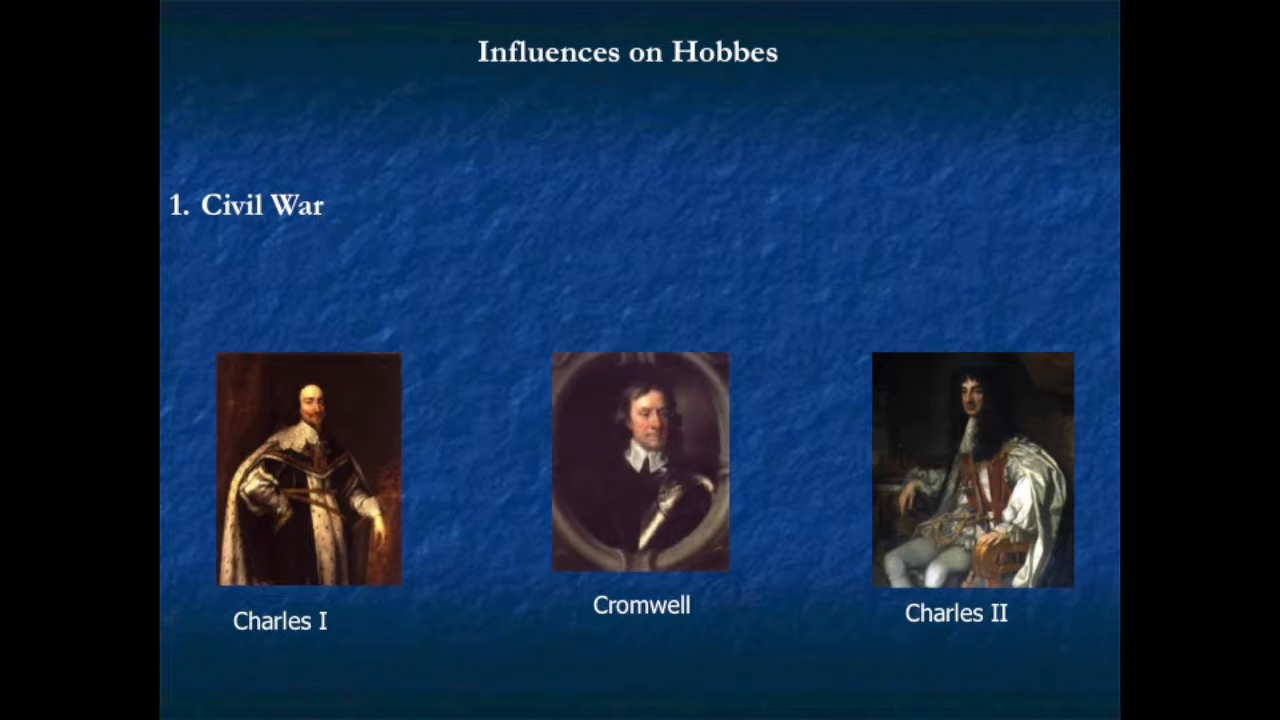 Influences on Hobbes
1. Civil War
Charles I
Cromwell
Charles II